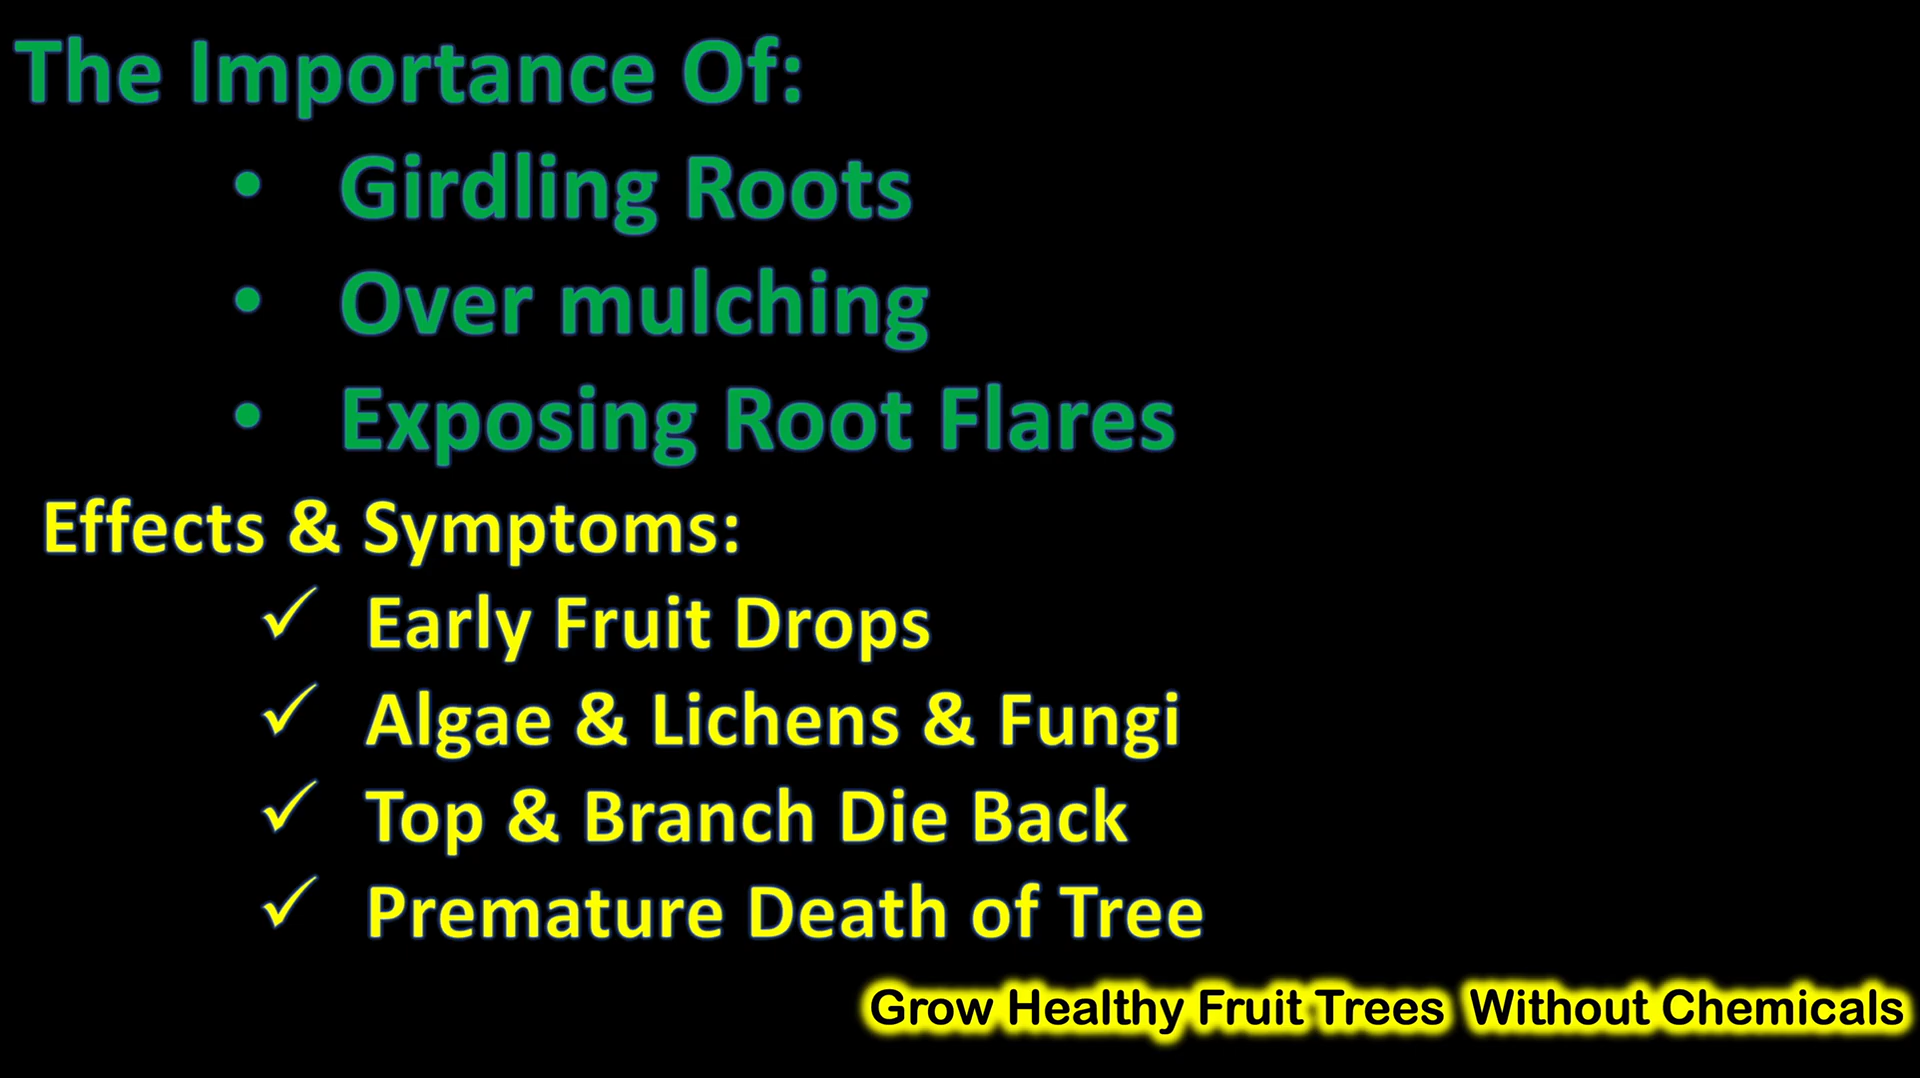 The Importance Of:
• Girdling Roots
• Over mulching
• Exposing Root Flares
Effects & Symptoms:
✓ Early Fruit Drops
✓ Algae & Lichens & Fungi
✓ Top & Branch Die Back
✓ Premature Death of Tree
Grow Healthy Fruit Trees Without Chemicals